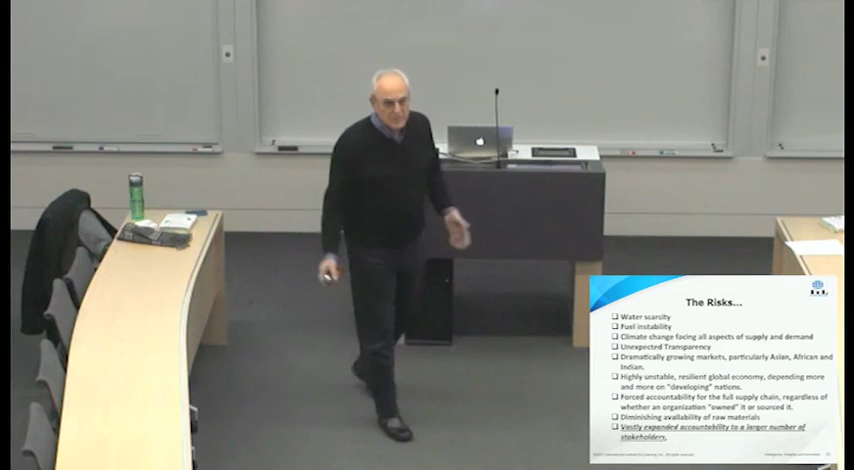 The Risks...
❑ Water scarcity
❑ Fuel instability
❑ Climate change facing all aspects of supply and demand
❑ Unexpected Transparency
❑ Dramatically growing markets, particularly Asian, African and
Indian.
❑ Highly unstable, resilient global economy, depending more
and more on "developing" nations.
❑ Forced accountability for the full supply chain, regardless of
whether an organization "owned" it or sourced it.
❑ Diminishing availability of raw materials
❑ Vastly expanded accountability to a larger number of
stakeholders.